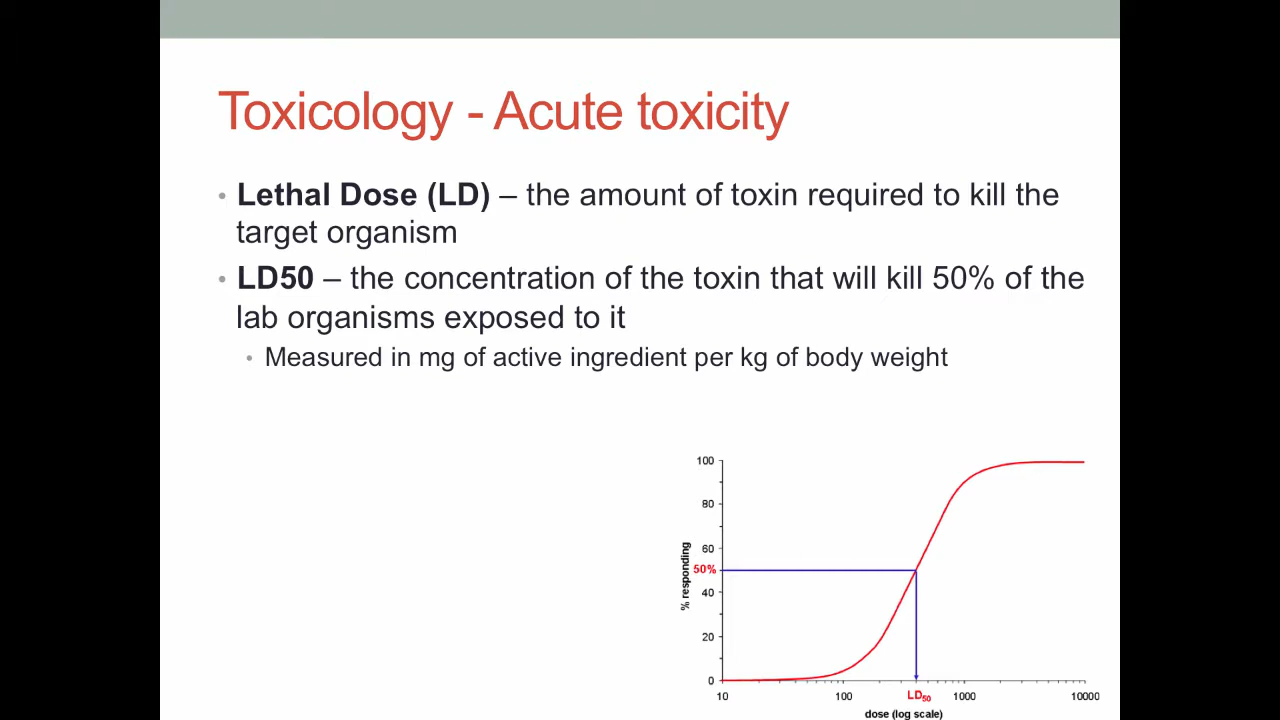 Toxicology - Acute toxicity
• Lethal Dose (LD) – the amount of toxin required to kill the
target organism
• LD50 – the concentration of the toxin that will kill 50% of the
lab organisms exposed to it
• Measured in mg of active ingredient per kg of body weight
100
80
60
50%
40
20
0
% responding
10 100 LD50 1000 10000
dose (log scale)